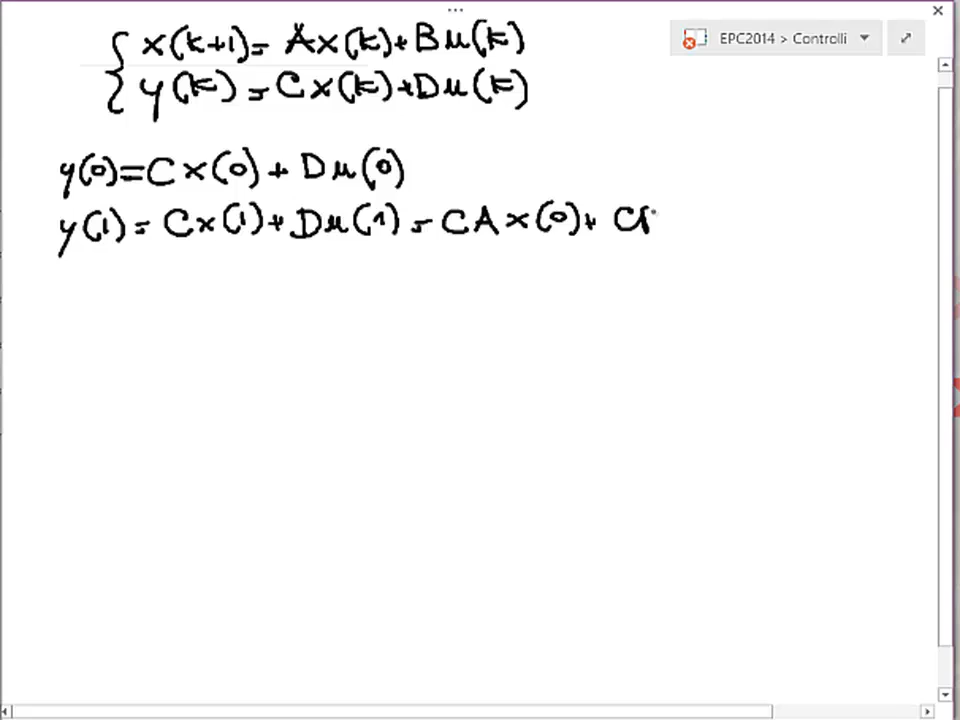 x(k+1)= Ax(k)+Bu(k)
EPC2014 > Controlli
y(k)=Cx(k)+Du(k)
y(0)=Cx(0)+Du(0)
y(1)=Cx(1)+Du(1)=CAx(0)+C